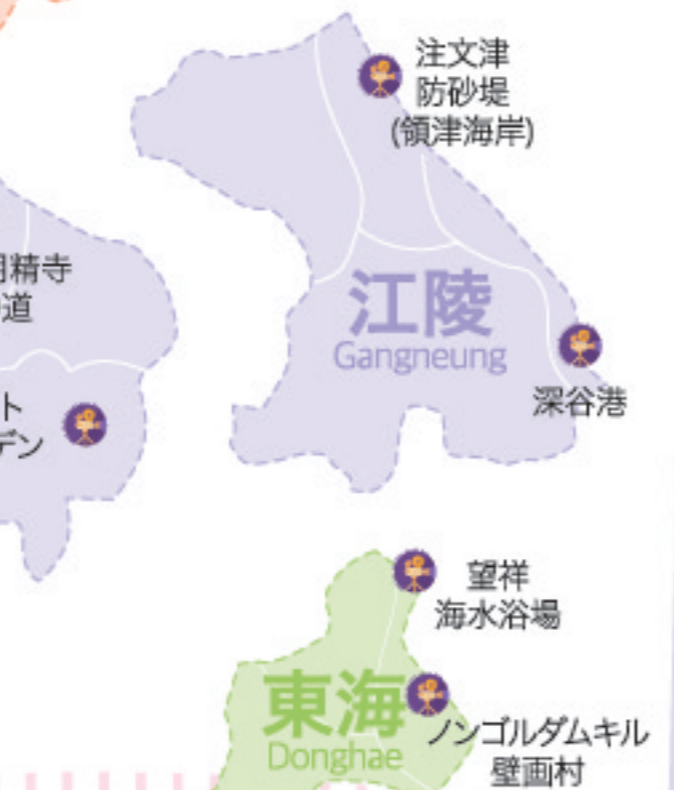 注文津
防砂堤
(領津海岸)
精寺
道
江陵
Gangneung
深谷港
ト
デン
望祥
海水浴場
東海
Donghae
ノンゴルダムキル
壁画村